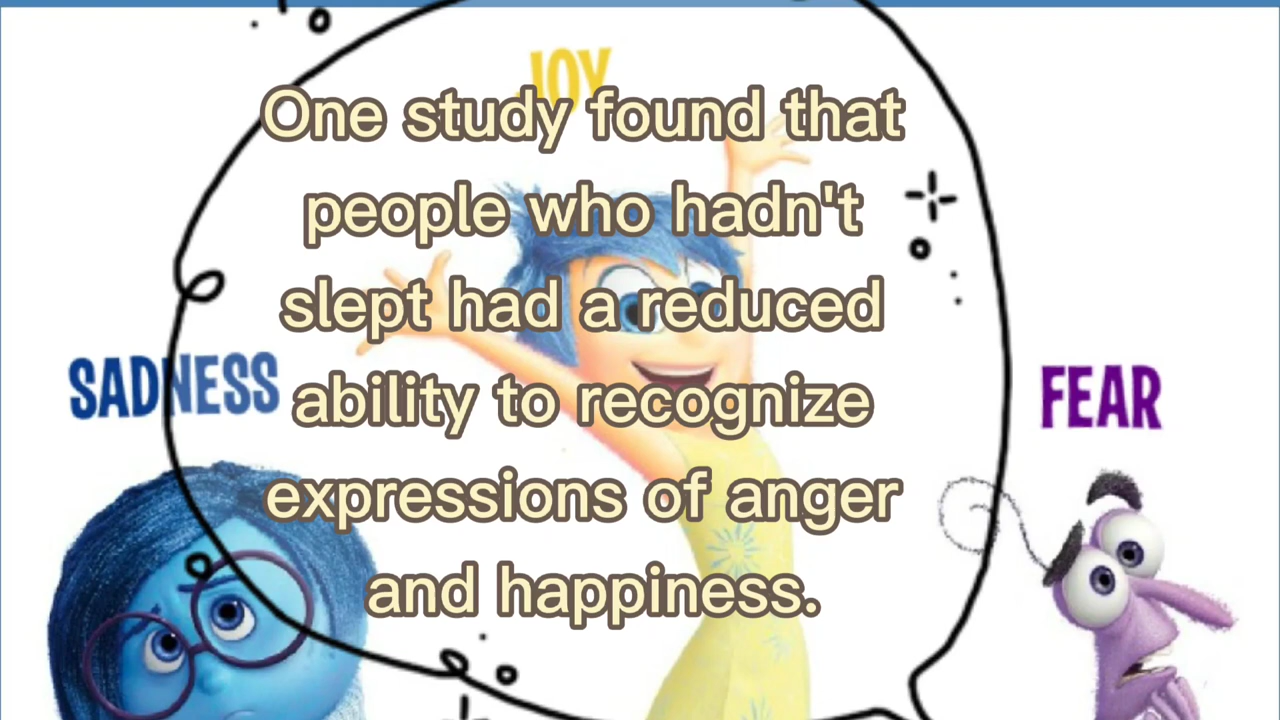 JOY
One study found that
people who hadn't
slept had a reduced
ability to recognize
expressions of anger
and happiness.
SADNESS
FEAR